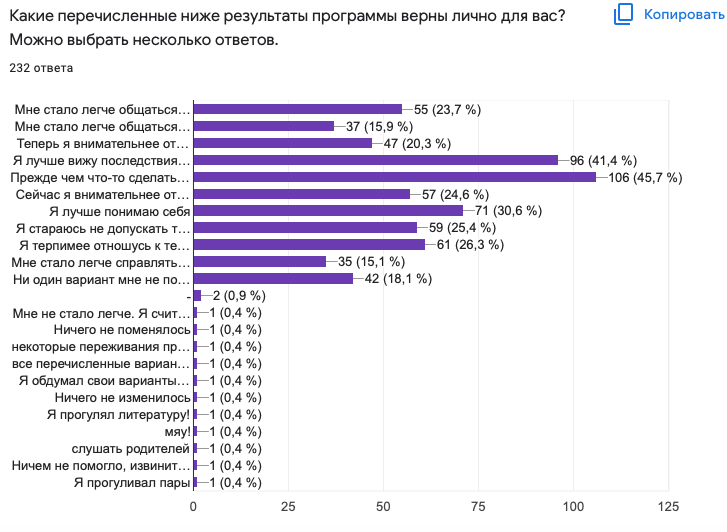 Какие перечисленные ниже результаты программы верны лично для вас?
Копировать
Можно выбрать несколько ответов.
232 ответа
Мне стало легче общаться… 55 (23,7 %)
Мне стало легче общаться… 37 (15,9 %)
Теперь я внимательнее от… 47 (20,3 %)
Я лучше вижу последствия… 96 (41,4 %)
Прежде чем что-то сделать… 106 (45,7 %)
Сейчас я внимательнее от… 57 (24,6 %)
Я лучше понимаю себя 71 (30,6 %)
Я стараюсь не допускать т… 59 (25,4 %)
Я терпимее отношусь к те… 61 (26,3 %)
Мне стало легче справлять… 35 (15,1 %)
Ни один вариант мне не по… 42 (18,1 %)
- 2 (0,9 %)
Мне не стало легче. Я счит… 1 (0,4 %)
Ничего не поменялось 1 (0,4 %)
некоторые переживания пр… 1 (0,4 %)
все перечисленные вариан… 1 (0,4 %)
Я обдумал свои варианты… 1 (0,4 %)
Ничего не изменилось 1 (0,4 %)
Я прогулял литературу! 1 (0,4 %)
мяу! 1 (0,4 %)
слушать родителей 1 (0,4 %)
Ничем не помогло, извинит… 1 (0,4 %)
Я прогуливал пары 1 (0,4 %)
0 25 50 75 100 125